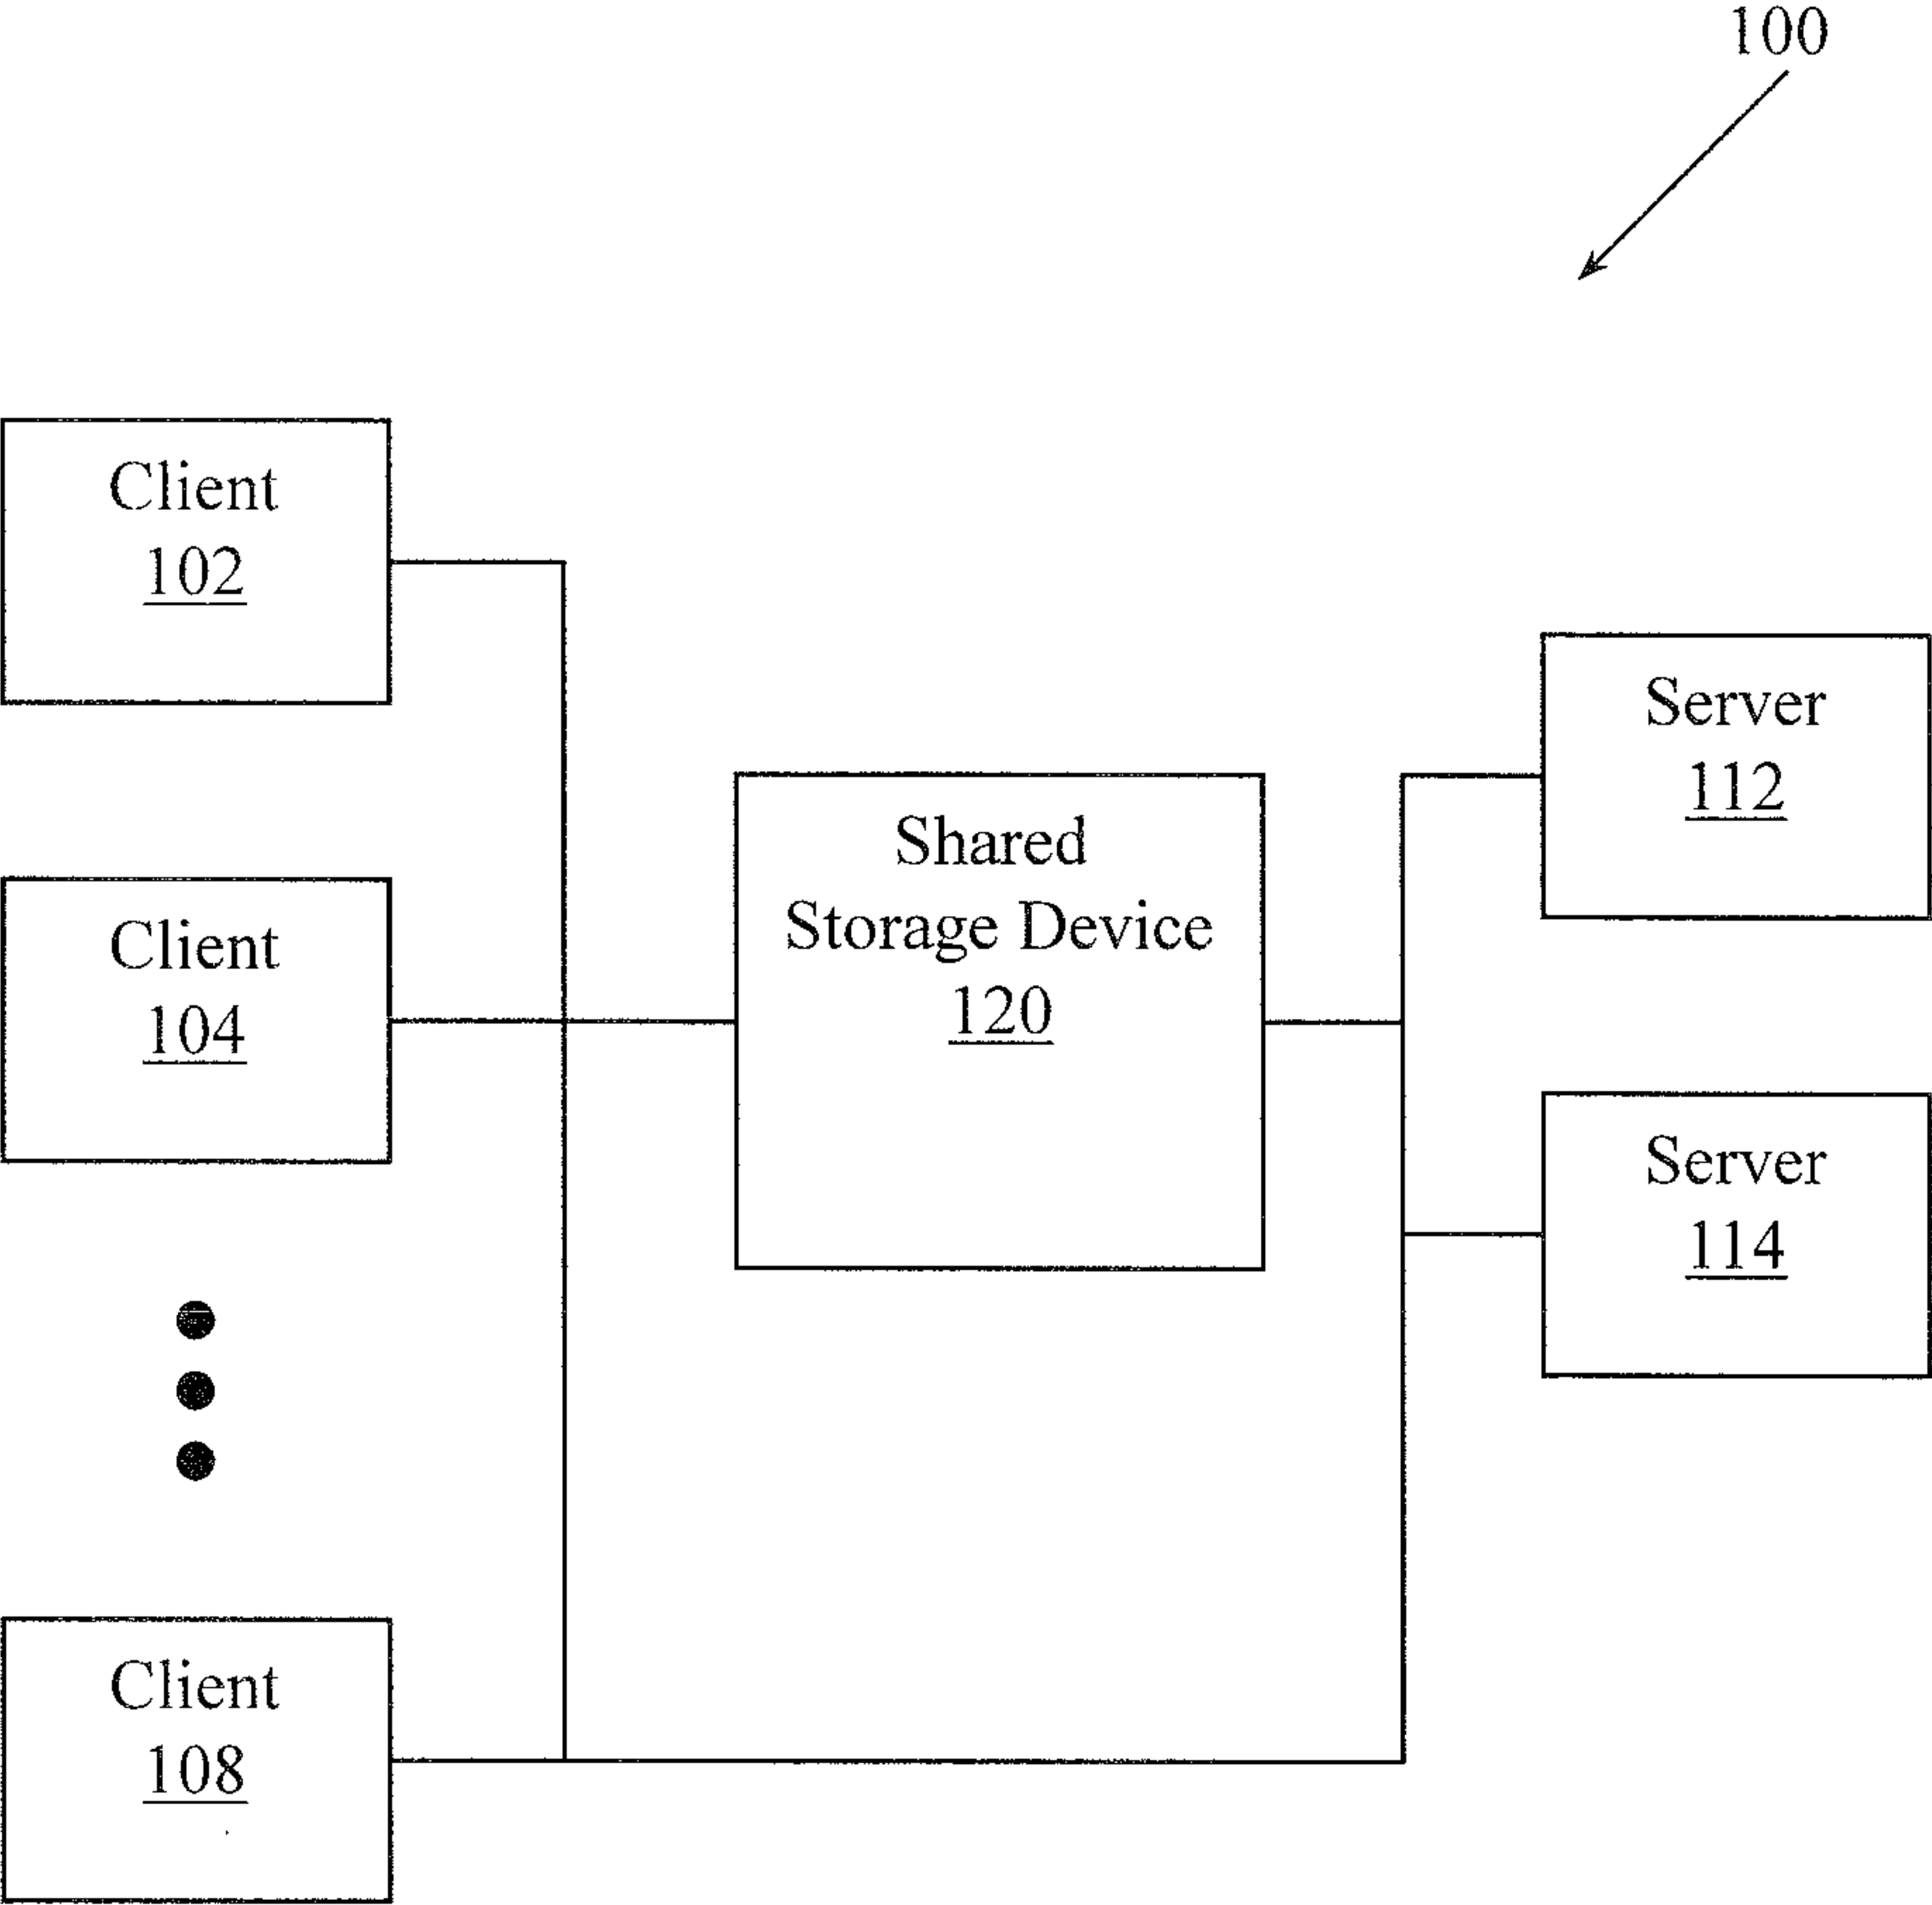 100
Client
102
Client
104
Client
108
Shared
Storage Device
120
Server
112
Server
114